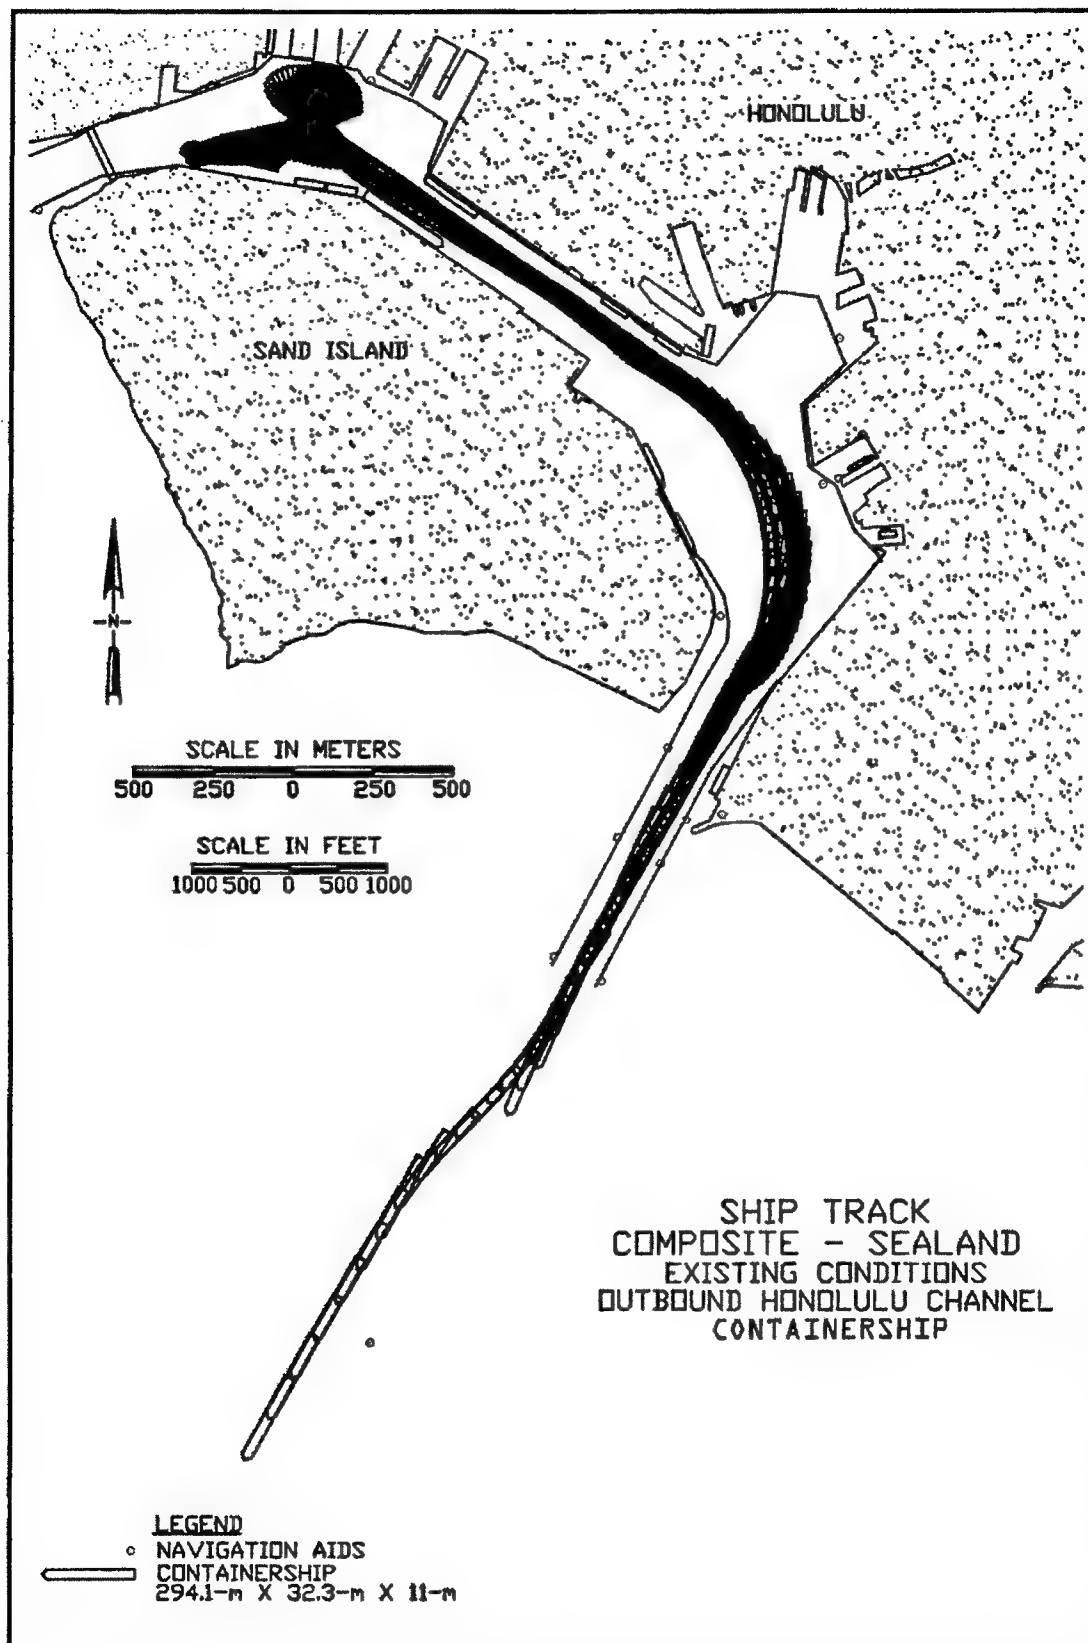 HONOLULU
SAND ISLAND
N
SCALE IN METERS
500 250 0 250 500
SCALE IN FEET
1000 500 0 500 1000
SHIP TRACK
COMPOSITE - SEALAND
EXISTING CONDITIONS
OUTBOUND HONOLULU CHANNEL
CONTAINERSHIP
LEGEND
NAVIGATION AIDS
CONTAINERSHIP
294.1-m X 32.3-m X 11-m